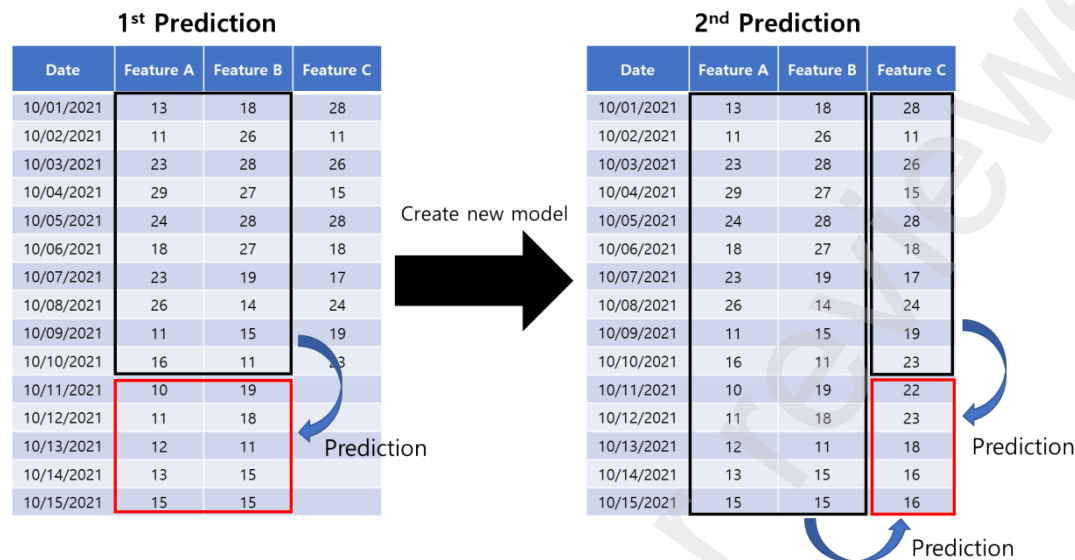 1st Prediction
Date Feature A Feature B Feature C
10/01/2021 13 18 28
10/02/2021 11 26 11
10/03/2021 23 28 26
10/04/2021 29 27 15
10/05/2021 24 28 28
10/06/2021 18 27 18
10/07/2021 23 19 17
10/08/2021 26 14 24
10/09/2021 11 15 19
10/10/2021 16 11 23
10/11/2021 10 19
10/12/2021 11 18
10/13/2021 12 11
10/14/2021 13 15
10/15/2021 15 15
Prediction
Create new model
2nd Prediction
Date Feature A Feature B Feature C
10/01/2021 13 18 28
10/02/2021 11 26 11
10/03/2021 23 28 26
10/04/2021 29 27 15
10/05/2021 24 28 28
10/06/2021 18 27 18
10/07/2021 23 19 17
10/08/2021 26 14 24
10/09/2021 11 15 19
10/10/2021 16 11 23
10/11/2021 10 19 22
10/12/2021 11 18 23
10/13/2021 12 11 18
10/14/2021 13 15 16
10/15/2021 15 15 16
Prediction
Prediction
r reviewe